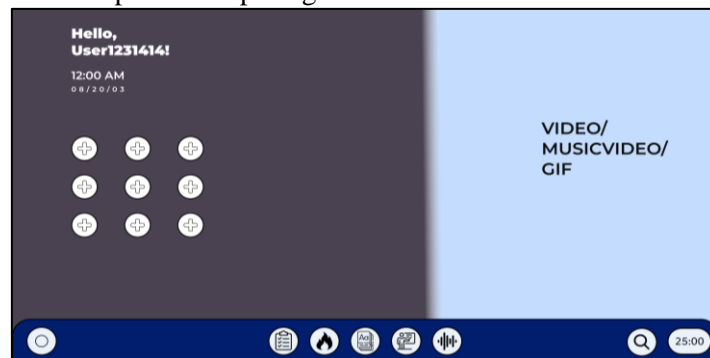 Hello,
User1231414!
12:00 AM
08/20/03
VIDEO/
MUSICVIDEO/
GIF
25:00